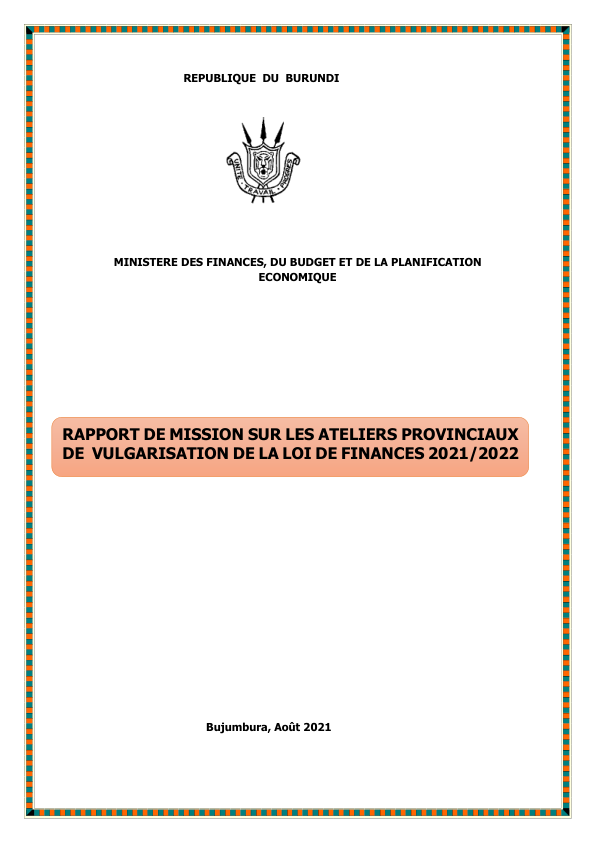 REPUBLIQUE DU BURUNDI
UNITE - TRAVAIL - PROGRES
MINISTERE DES FINANCES, DU BUDGET ET DE LA PLANIFICATION
ECONOMIQUE
RAPPORT DE MISSION SUR LES ATELIERS PROVINCIAUX
DE VULGARISATION DE LA LOI DE FINANCES 2021/2022
Bujumbura, Août 2021